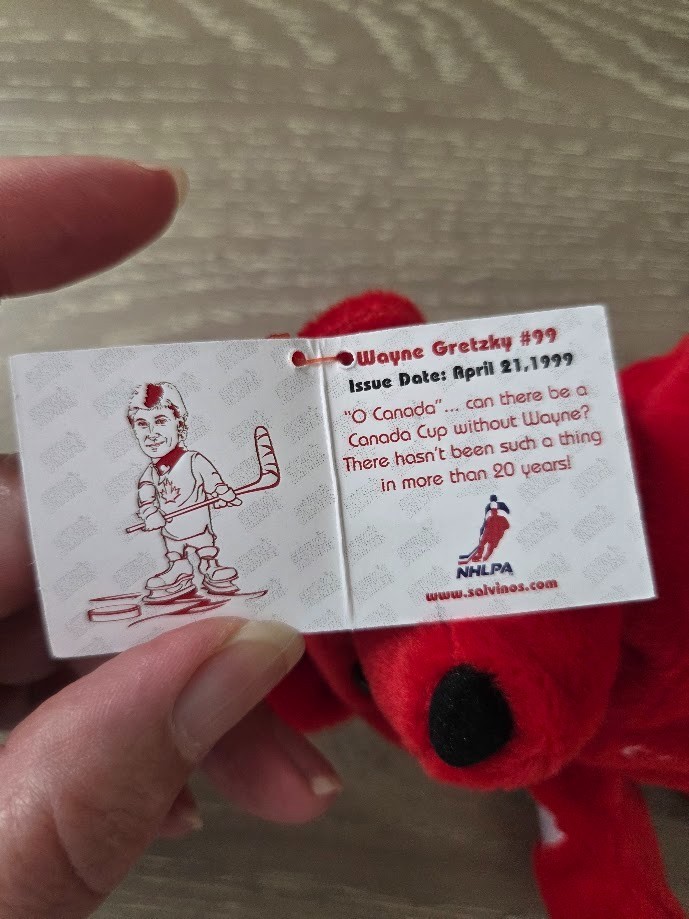 Wayne Gretzky #99
Issue Date: April 21,1999
"O Canada"... can there be a
Canada Cup without Wayne?
There hasn't been such a thing
in more than 20 years!
NHLPA
www.salvinos.com